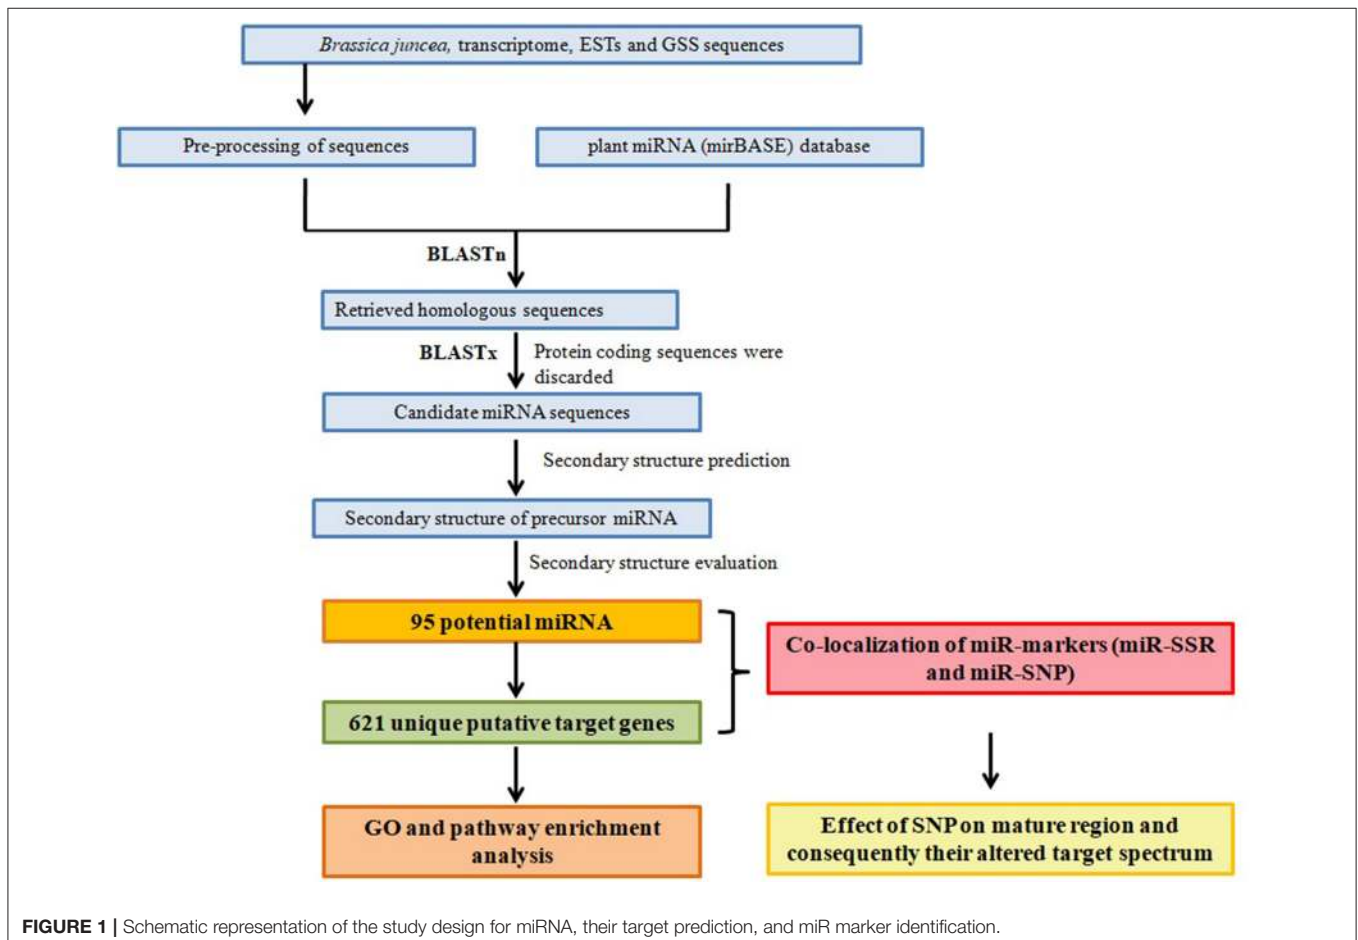 Brassica juncea, transcriptome, ESTs and GSS sequences
Pre-processing of sequences
plant miRNA (mirBASE) database
BLASTn
Retrieved homologous sequences
BLASTx
Protein coding sequences were
discarded
Candidate miRNA sequences
Secondary structure prediction
Secondary structure of precursor miRNA
Secondary structure evaluation
95 potential miRNA
Co-localization of miR-markers (miR-SSR
and miR-SNP)
621 unique putative target genes
GO and pathway enrichment
analysis
Effect of SNP on mature region and
consequently their altered target spectrum
FIGURE 1 | Schematic representation of the study design for miRNA, their target prediction, and miR marker identification.